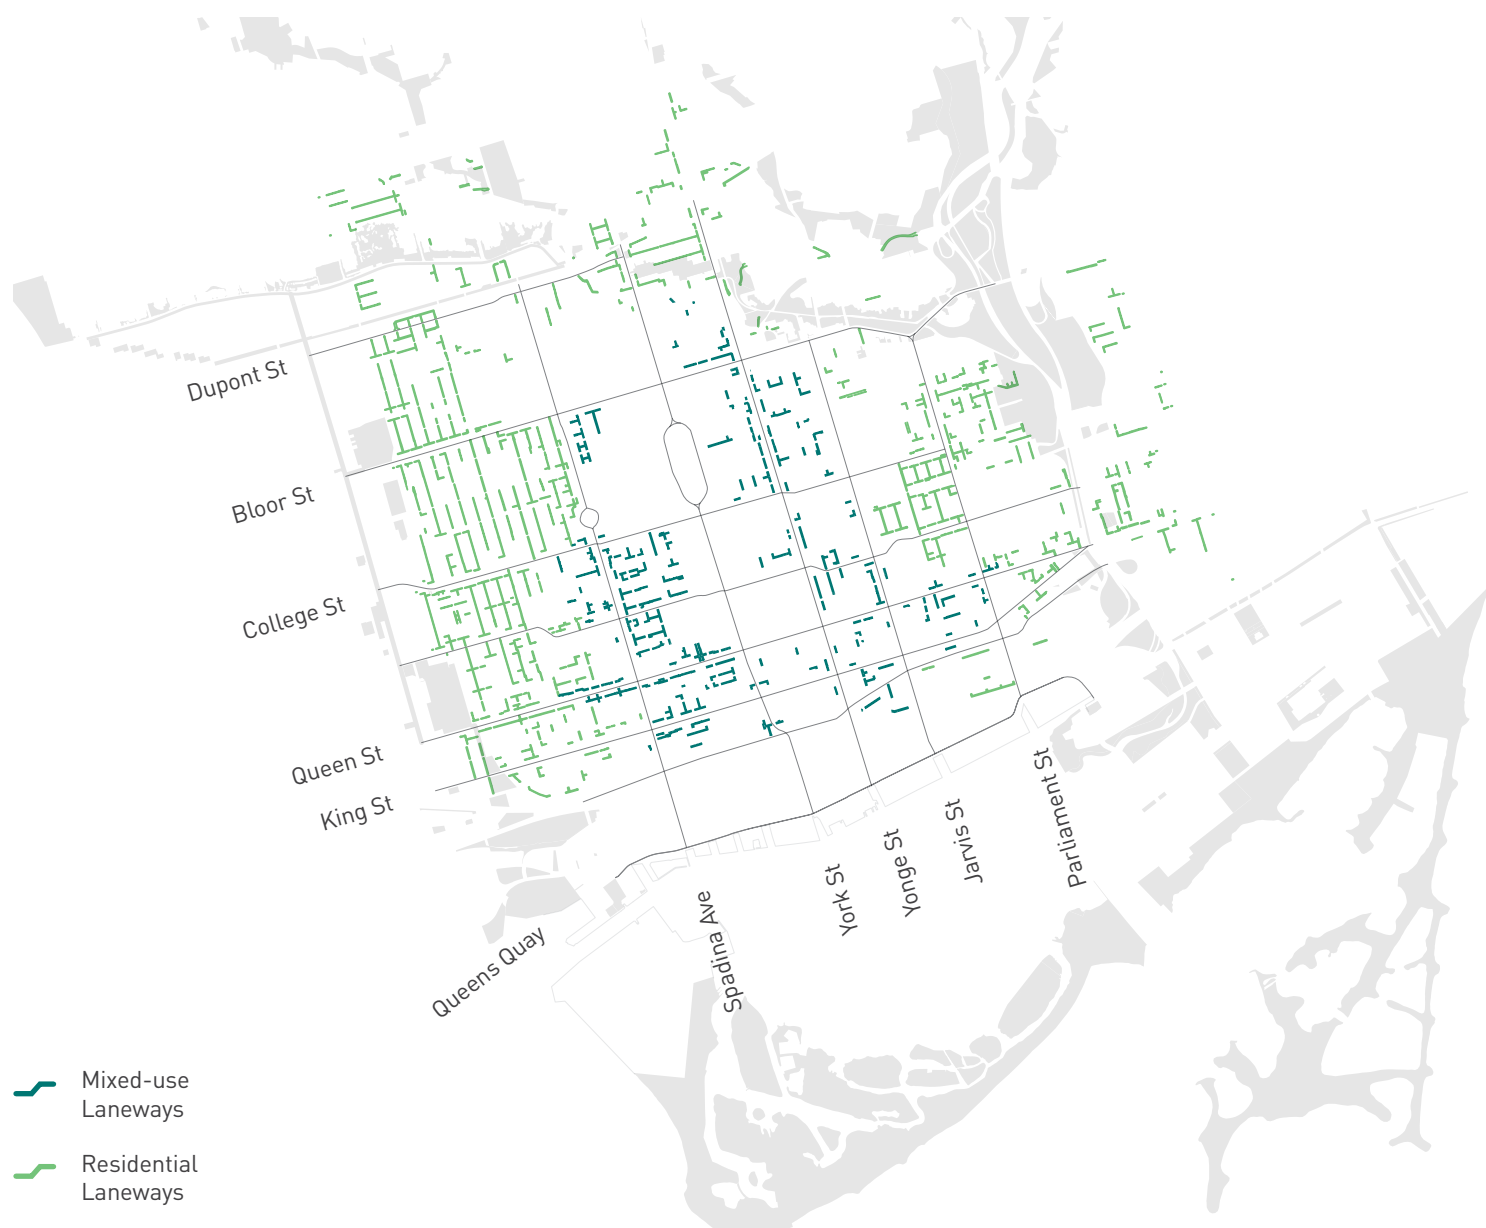 Dupont St
Bloor St
College St
Queen St
King St
Queens Quay
Spadina Ave
York St
Yonge St
Jarvis St
Parliament St
Mixed-use
Laneways
Residential
Laneways